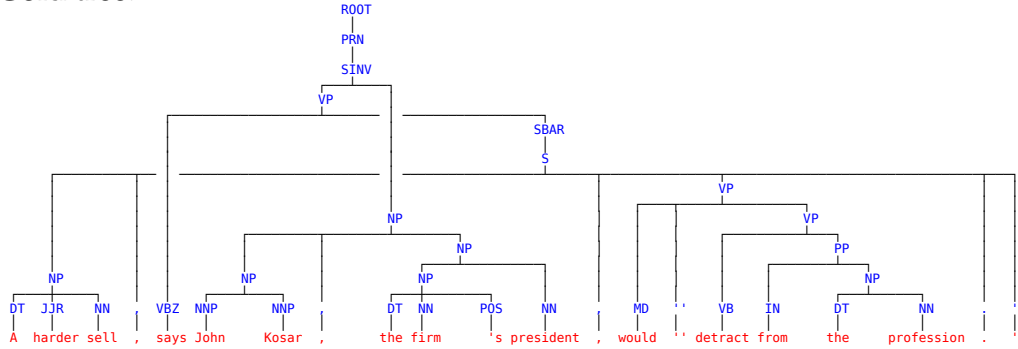 ROOT
PRN
SINV
VP
SBAR
S
VP
NP VP
NP PP
NP NP NP NP
DT JJR NN , VBZ NNP NNP , DT NN POS NN , MD '' VB IN DT NN . '
A harder sell , says John Kosar , the firm 's president , would '' detract from the profession . '